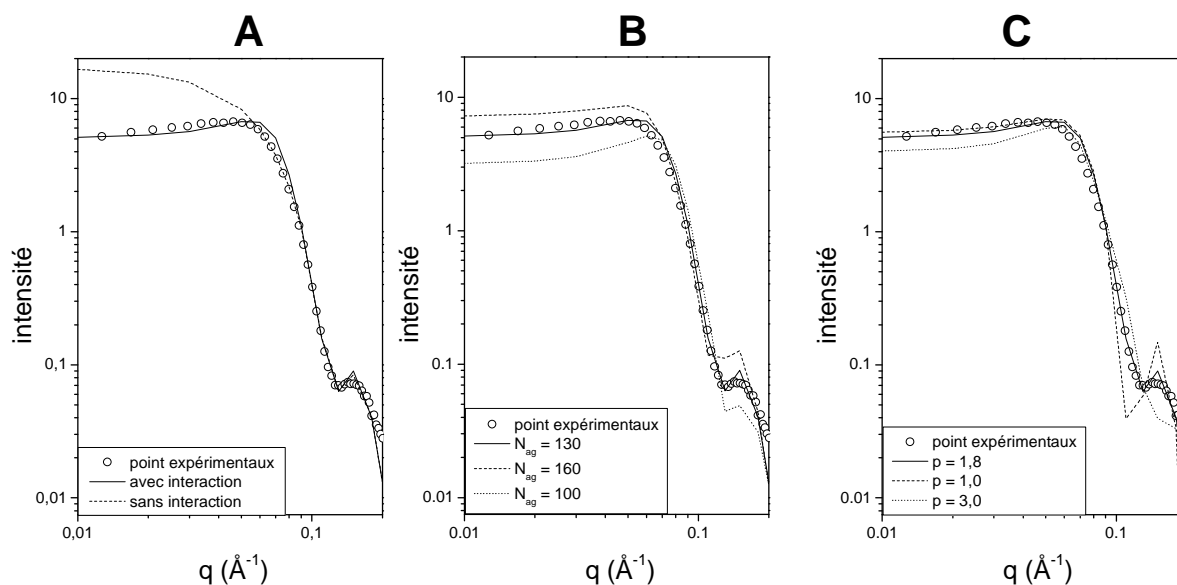 A
10
1
0,1
0,01
intensité
point expérimentaux
avec interaction
sans interaction
0,01
0.1
q (Å⁻¹)
B
10
1
0.1
0.01
intensité
point expérimentaux
N_ag = 130
N_ag = 160
N_ag = 100
0.01
0.1
q (Å⁻¹)
C
10
1
0,1
0,01
intensité
point expérimentaux
p = 1,8
p = 1,0
p = 3,0
0.01
0.1
q (Å⁻¹)